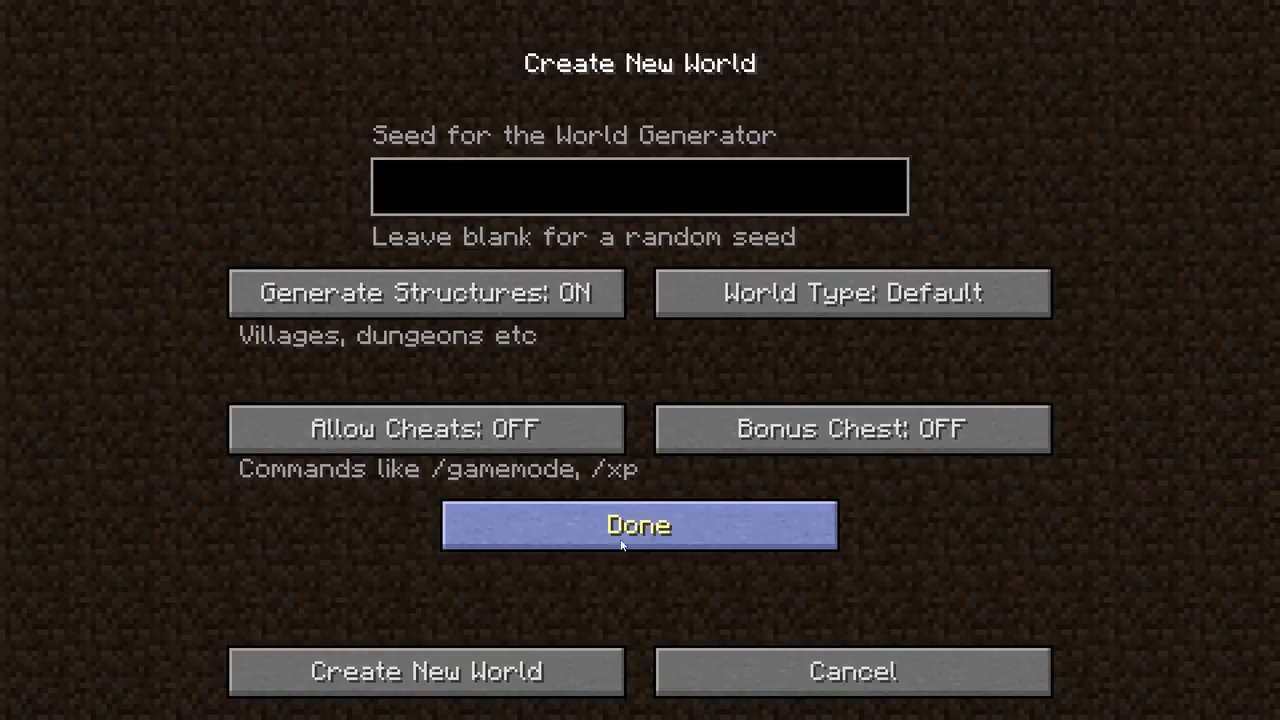 Create New World
Seed for the World Generator
Leave blank for a random seed
Generate Structures: ON
World Type: Default
Villages, dungeons etc
Allow Cheats: OFF
Bonus Chest: OFF
Commands like /gamemode, /xp
Done
Create New World
Cancel